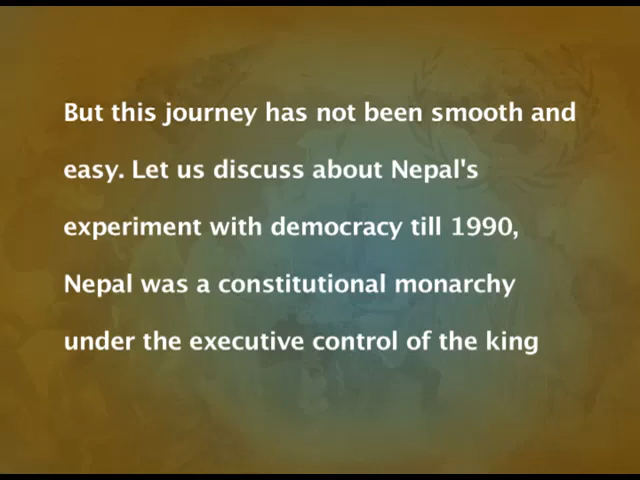 But this journey has not been smooth and
easy. Let us discuss about Nepal's
experiment with democracy till 1990,
Nepal was a constitutional monarchy
under the executive control of the king